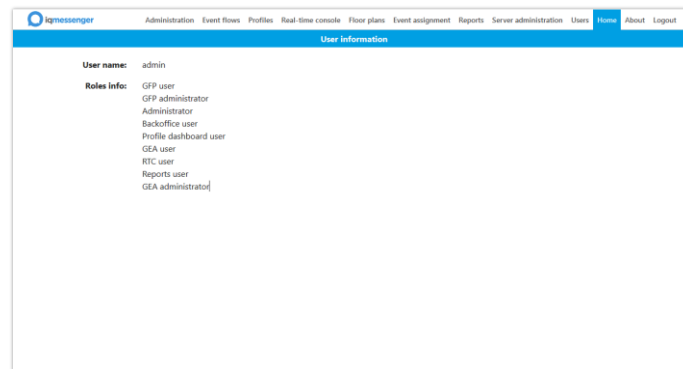 iqmessenger
Administration Event flows Profiles Real-time console Floor plans Event assignment Reports Server administration Users Home About Logout
User information
User name: admin
Roles info: GFP user
GFP administrator
Administrator
Backoffice user
Profile dashboard user
GEA user
RTC user
Reports user
GEA administrator